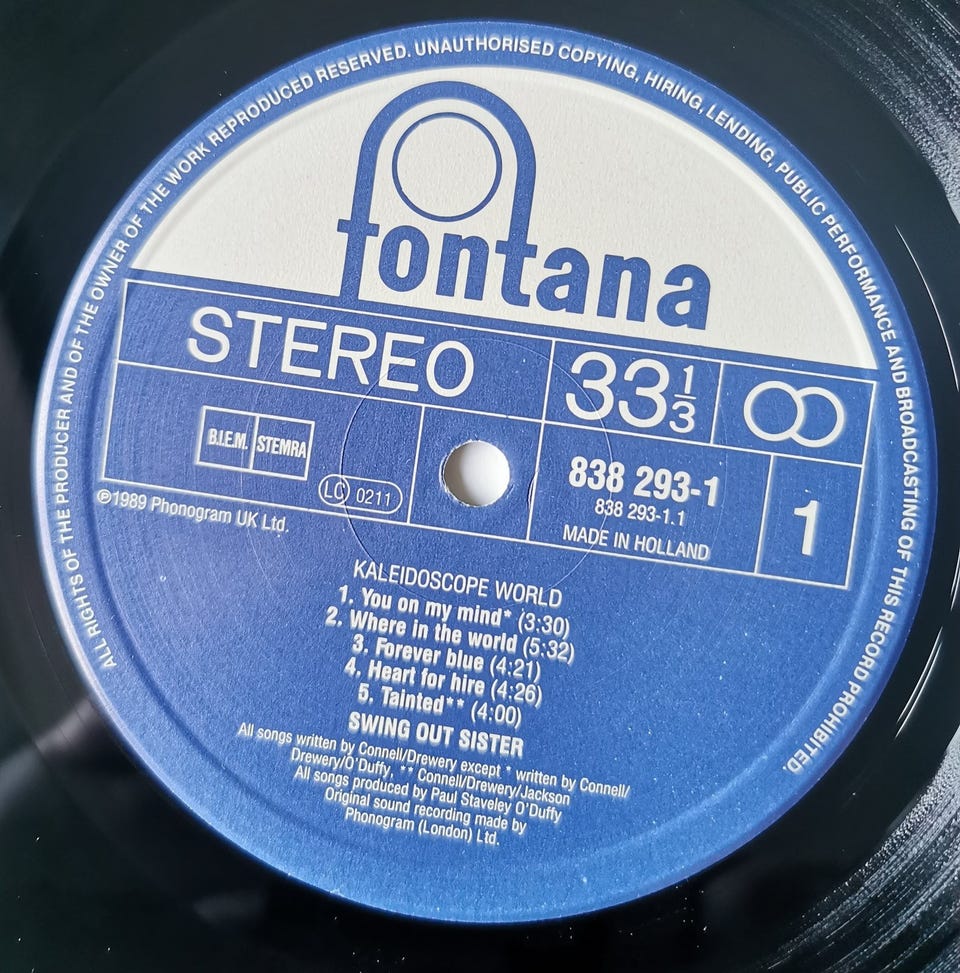 ALL RIGHTS OF THE PRODUCER AND OF THE OWNER OF THE WORK REPRODUCED RESERVED. UNAUTHORISED COPYING, HIRING, LENDING, PUBLIC PERFORMANCE AND BROADCASTING OF THIS RECORD PROHIBITED.
fontana
STEREO
33 1/3
B.I.E.M. STEMRA
LC 0211
838 293-1
838 293-1.1
MADE IN HOLLAND
1
℗1989 Phonogram UK Ltd.
KALEIDOSCOPE WORLD
1. You on my mind* (3:30)
2. Where in the world (5:32)
3. Forever blue (4:21)
4. Heart for hire (4:26)
5. Tainted** (4:00)
SWING OUT SISTER
All songs written by Connell/Drewery except * written by Connell/
Drewery/O'Duffy, ** Connell/Drewery/Jackson
All songs produced by Paul Staveley O'Duffy
Original sound recording made by
Phonogram (London) Ltd.